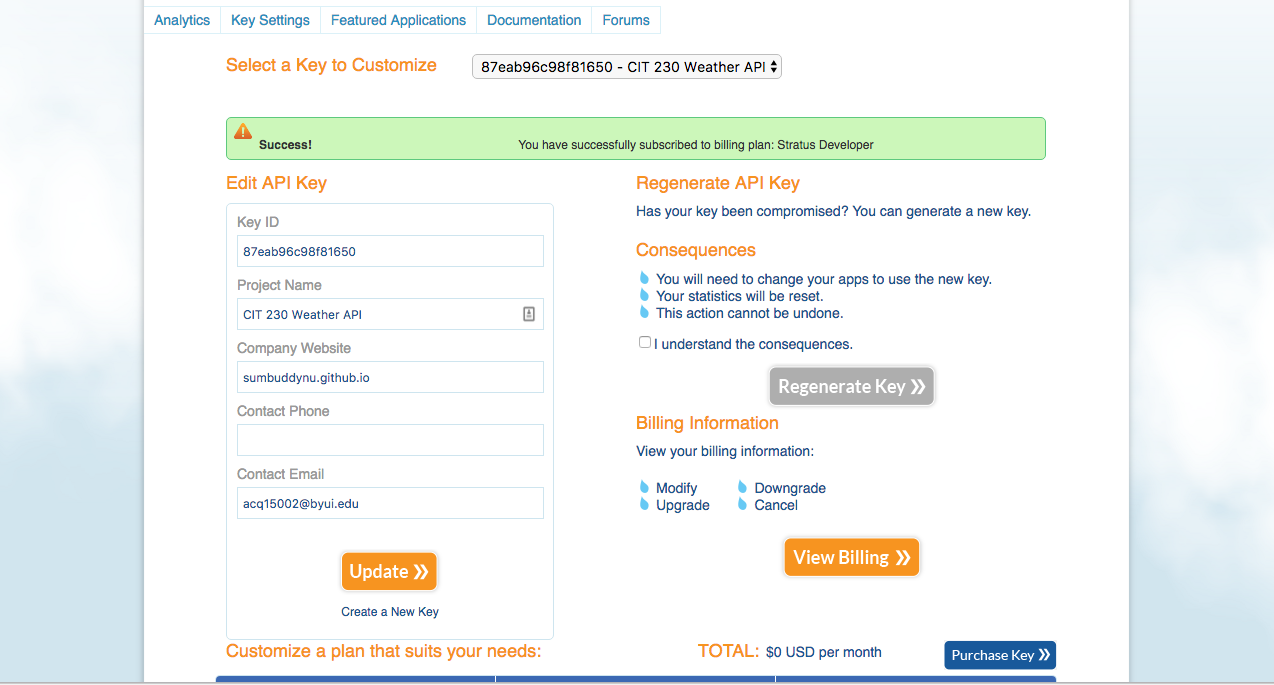 Analytics Key Settings Featured Applications Documentation Forums
Select a Key to Customize 87eab96c98f81650 - CIT 230 Weather API
Success! You have successfully subscribed to billing plan: Stratus Developer
Edit API Key
Key ID
87eab96c98f81650
Project Name
CIT 230 Weather API
Company Website
sumbuddynu.github.io
Contact Phone
Contact Email
acq15002@byui.edu
Update »
Create a New Key
Regenerate API Key
Has your key been compromised? You can generate a new key.
Consequences
You will need to change your apps to use the new key.
Your statistics will be reset.
This action cannot be undone.
I understand the consequences.
Regenerate Key »
Billing Information
View your billing information:
Modify Downgrade
Upgrade Cancel
View Billing »
Customize a plan that suits your needs: TOTAL: $0 USD per month Purchase Key »